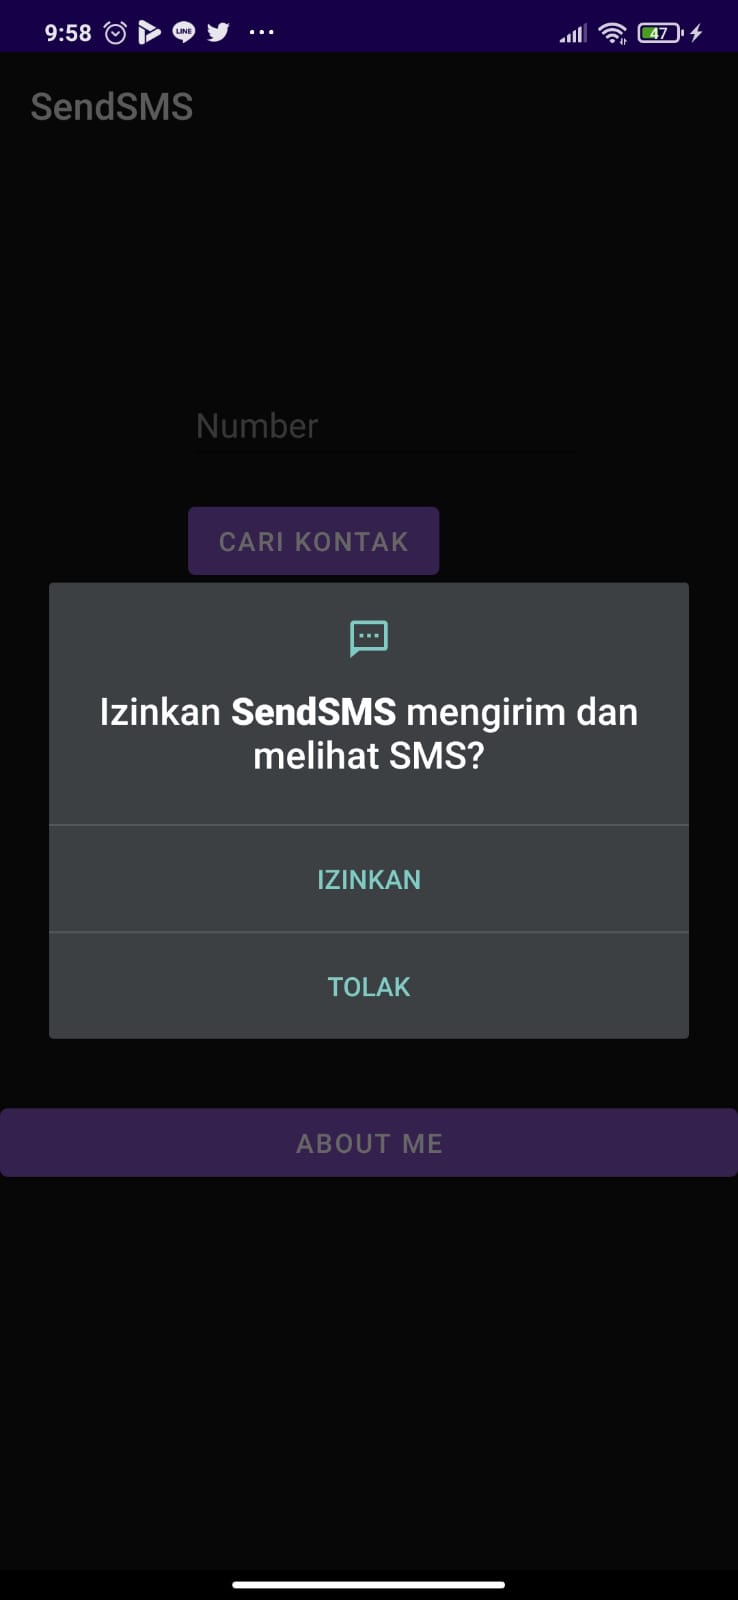 9:58
LINE
47
SendSMS
Number
CARI KONTAK
Izinkan SendSMS mengirim dan
melihat SMS?
IZINKAN
TOLAK
ABOUT ME